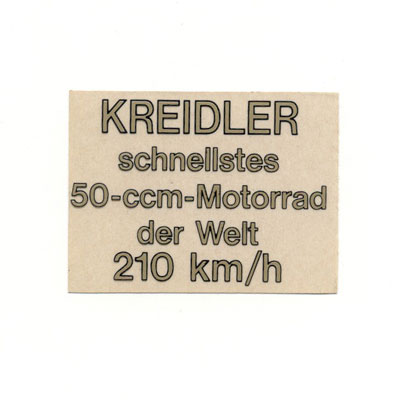 KREIDLER
schnellstes
50-ccm-Motorrad
der Welt
210 km/h